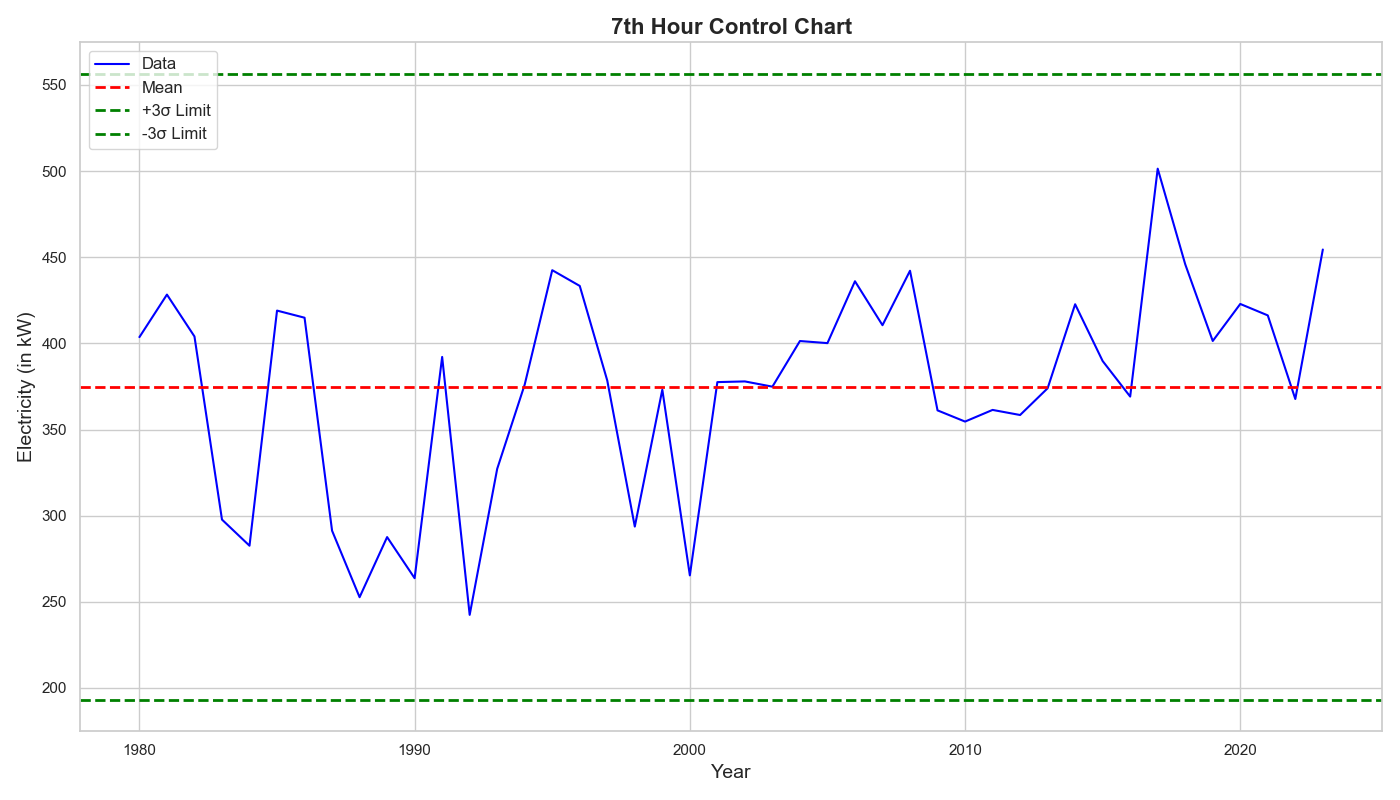 7th Hour Control Chart
Data
Mean
+3σ Limit
-3σ Limit
Electricity (in kW)
550
500
450
400
350
300
250
200
1980
1990
2000
2010
2020
Year